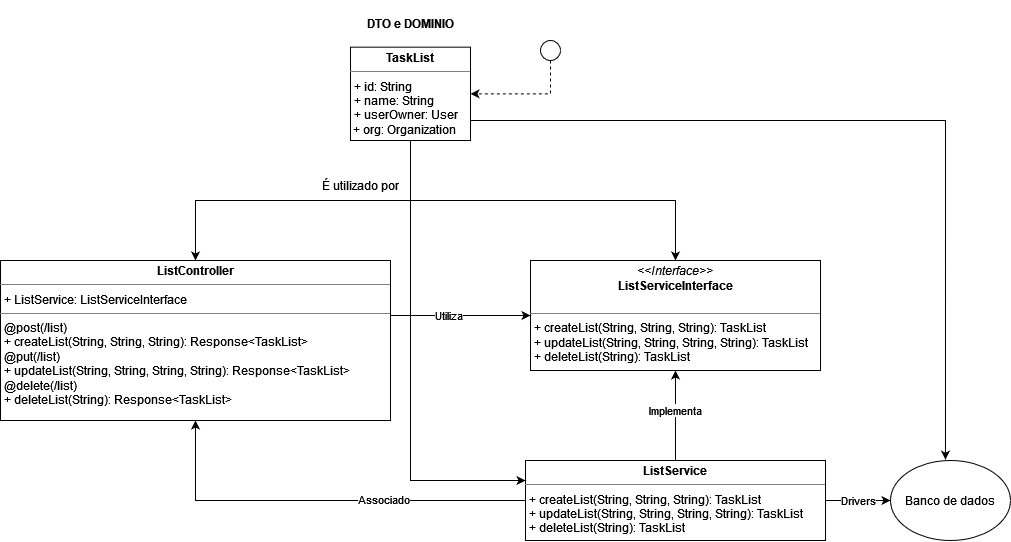 DTO e DOMINIO
TaskList
+ id: String
+ name: String
+ userOwner: User
+ org: Organization
É utilizado por
ListController
+ ListService: ListServiceInterface
@post(/list)
+ createList(String, String, String): Response<TaskList>
@put(/list)
+ updateList(String, String, String, String): Response<TaskList>
@delete(/list)
+ deleteList(String): Response<TaskList>
Utiliza
<<Interface>>
ListServiceInterface
+ createList(String, String, String): TaskList
+ updateList(String, String, String, String): TaskList
+ deleteList(String): TaskList
Implementa
ListService
+ createList(String, String, String): TaskList
+ updateList(String, String, String, String): TaskList
+ deleteList(String): TaskList
Associado
Drivers
Banco de dados